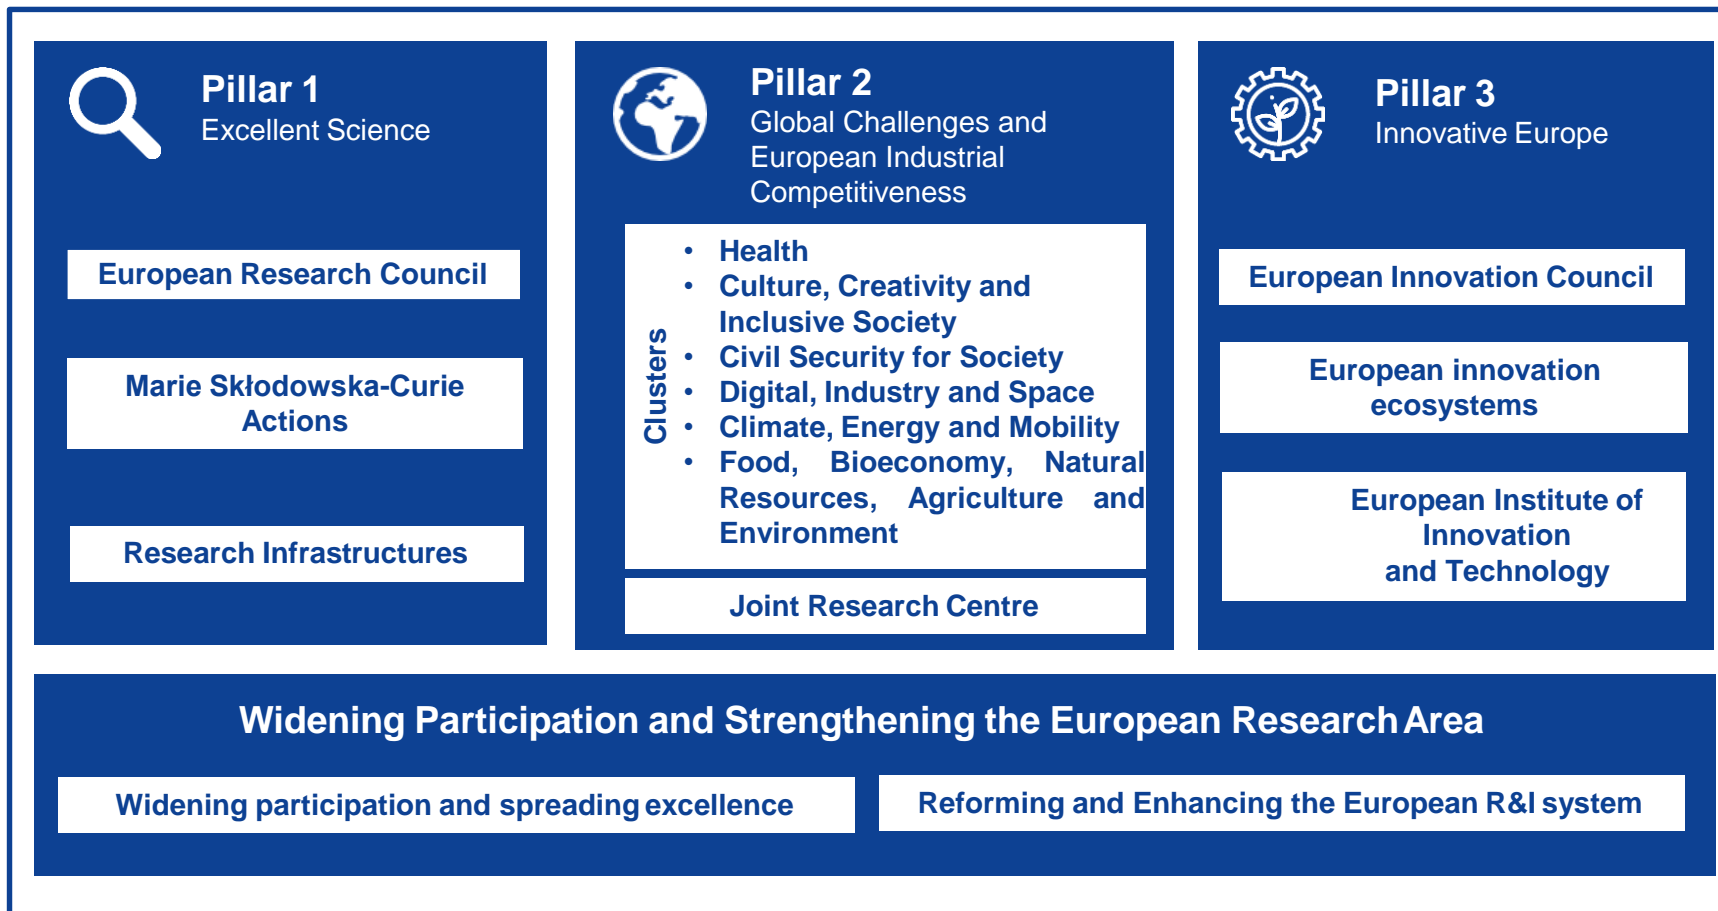 Pillar 1
Excellent Science
European Research Council
Marie Skłodowska-Curie
Actions
Research Infrastructures
Pillar 2
Global Challenges and
European Industrial
Competitiveness
Clusters
• Health
• Culture, Creativity and
Inclusive Society
• Civil Security for Society
• Digital, Industry and Space
• Climate, Energy and Mobility
• Food, Bioeconomy, Natural
Resources, Agriculture and
Environment
Joint Research Centre
Pillar 3
Innovative Europe
European Innovation Council
European innovation
ecosystems
European Institute of
Innovation
and Technology
Widening Participation and Strengthening the European Research Area
Widening participation and spreading excellence
Reforming and Enhancing the European R&I system